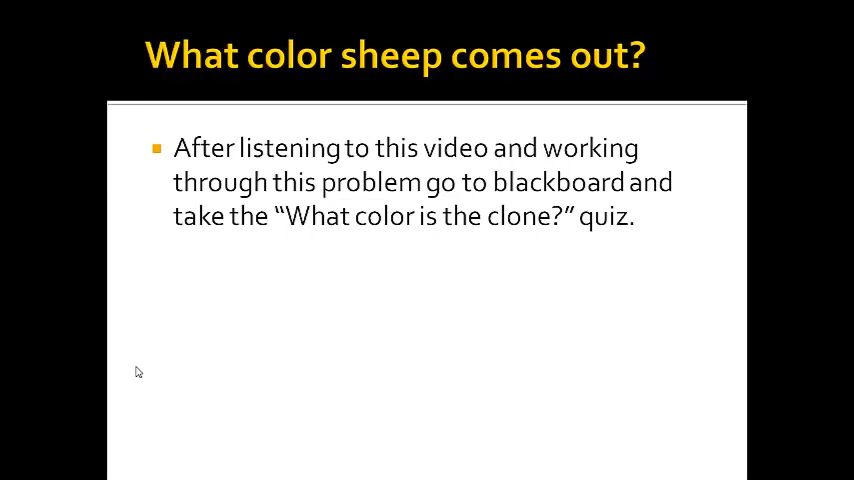 What color sheep comes out?
After listening to this video and working
through this problem go to blackboard and
take the “What color is the clone?” quiz.